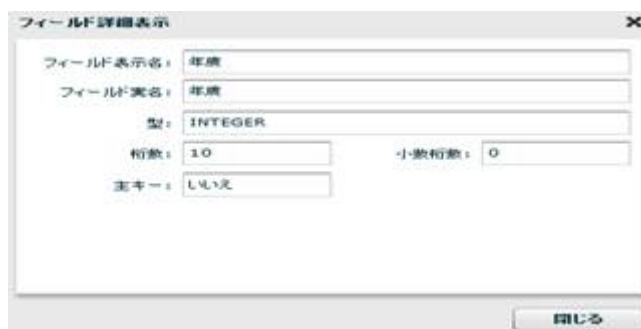 フィールド詳細表示
フィールド表示名: 年歳
フィールド実名: 年歳
型: INTEGER
桁数: 10 小数桁数: 0
主キー: いいえ
閉じる